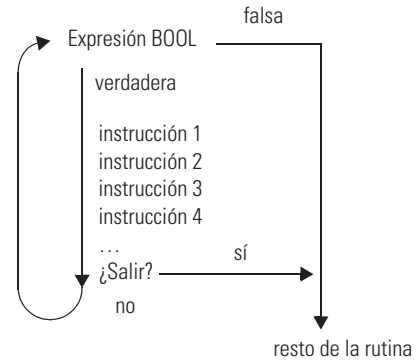 falsa
Expresión BOOL
verdadera
instrucción 1
instrucción 2
instrucción 3
instrucción 4
...
¿Salir?
sí
no
resto de la rutina